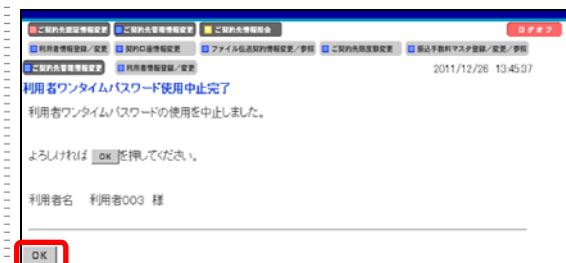 ご契約先認証情報変更 ご契約先管理情報変更 ご契約先情報照会 ログオフ
利用者情報登録/変更 契約口座情報変更 ファイル伝送契約情報変更/参照 ご契約先限度額変更 振込手数料マスタ登録/変更/参照
ご契約先管理情報変更 利用者情報登録/変更 2011/12/26 13:45:37
利用者ワンタイムパスワード使用中止完了
利用者ワンタイムパスワードの使用を中止しました。
よろしければ OK を押してください。
利用者名 利用者003 様
OK